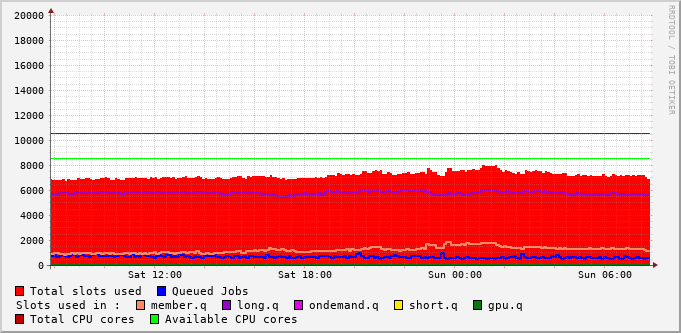 20000
18000
16000
14000
12000
10000
8000
6000
4000
2000
0
Sat 12:00 Sat 18:00 Sun 00:00 Sun 06:00
RRDTOOL / TOBI OETIKER
Total slots used Queued Jobs
Slots used in : member.q long.q ondemand.q short.q gpu.q
Total CPU cores Available CPU cores